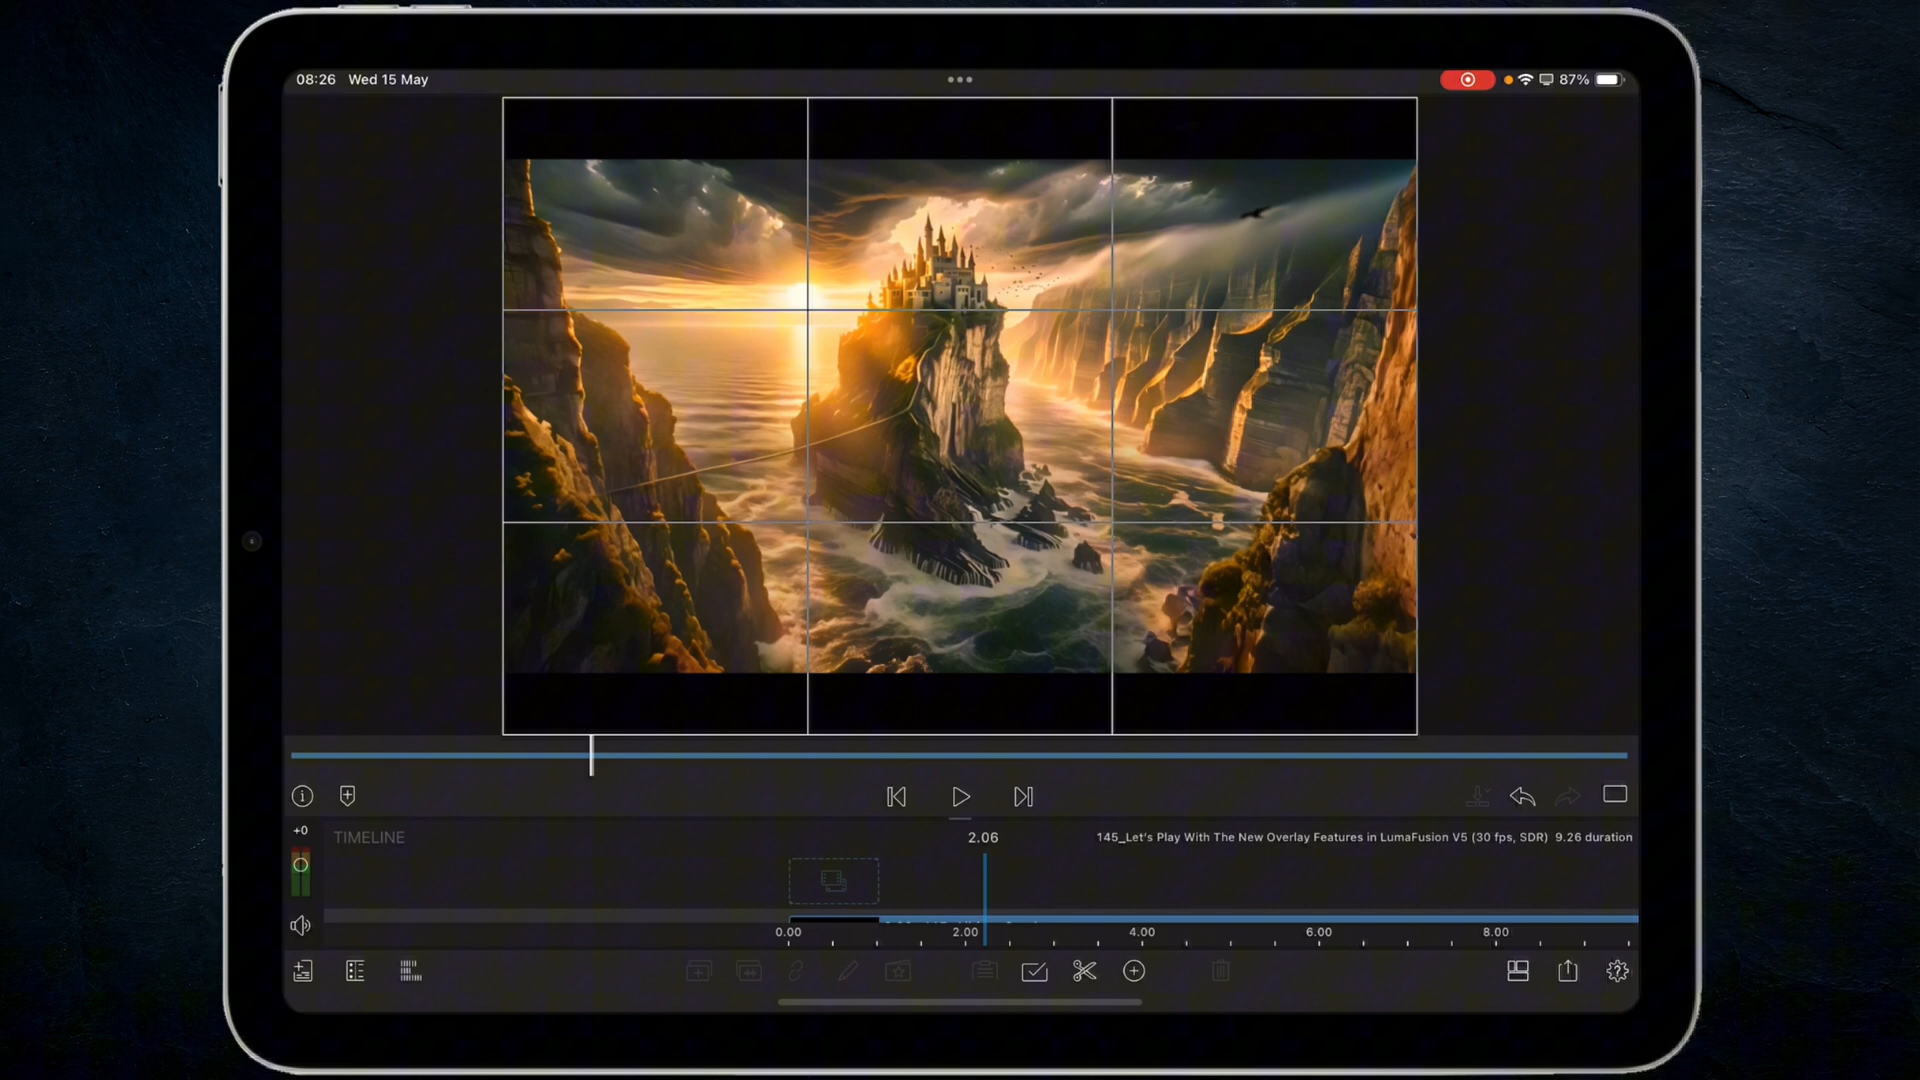 08:26 Wed 15 May
87%
+0
TIMELINE
2.06
145_Let's Play With The New Overlay Features in LumaFusion V5 (30 fps, SDR) 9.26 duration
0.00 2.00 4.00 6.00 8.00